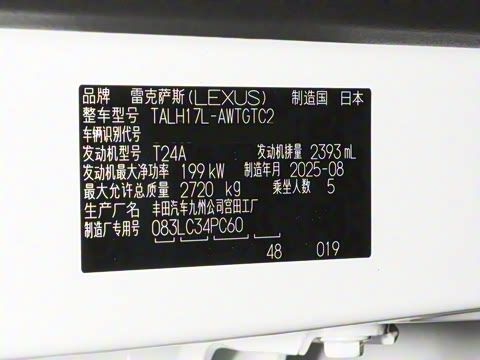 品牌 雷克萨斯(LEXUS) 制造国 日本
整车型号 TALH17L-AWTGTC2
车辆识别代号
发动机型号 T24A 发动机排量 2393 mL
发动机最大净功率 199 kW 制造年月 2025-08
最大允许总质量 2720 kg 乘坐人数 5
生产厂名 丰田汽车九州公司宫田工厂
制造厂专用号 083LC34PC60
48 019